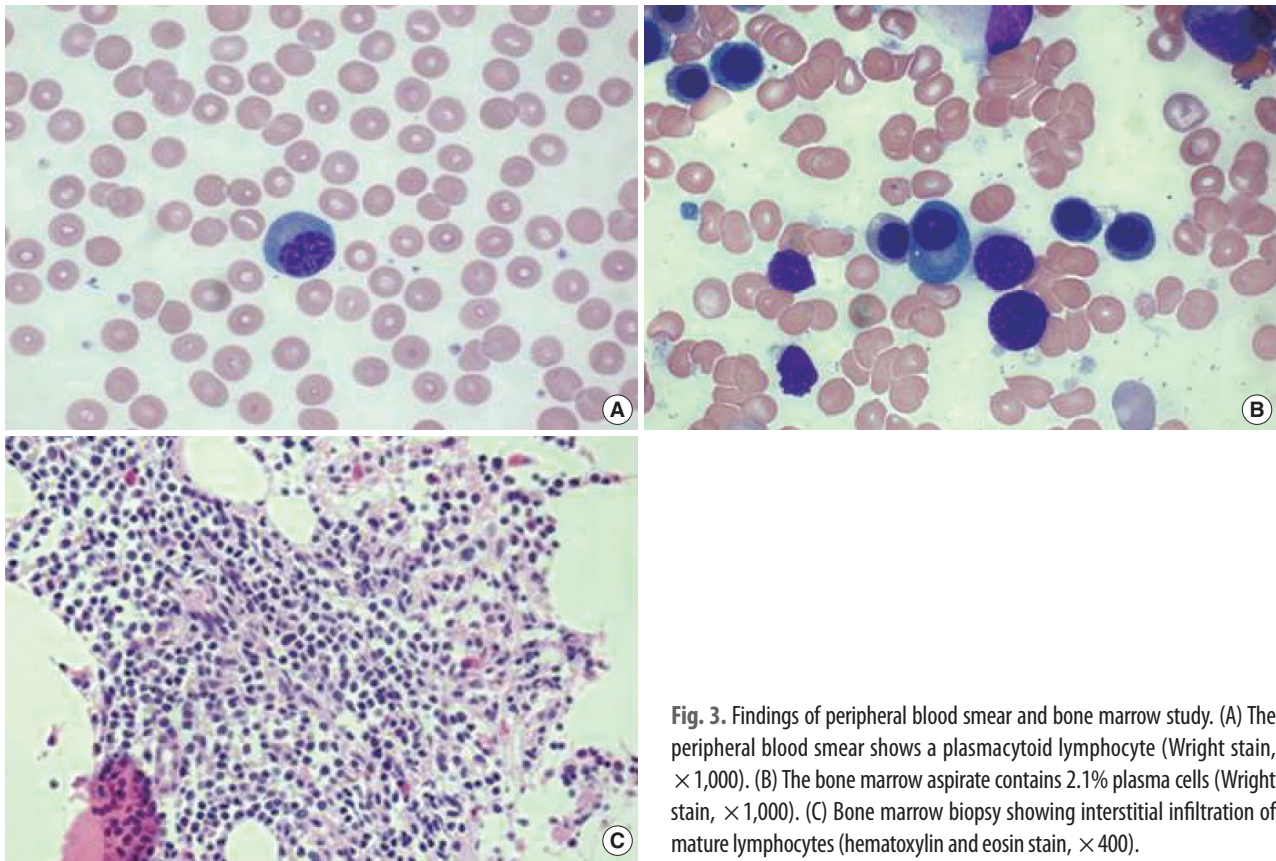 A
B
C
Fig. 3. Findings of peripheral blood smear and bone marrow study. (A) The
peripheral blood smear shows a plasmacytoid lymphocyte (Wright stain,
×1,000). (B) The bone marrow aspirate contains 2.1% plasma cells (Wright
stain, ×1,000). (C) Bone marrow biopsy showing interstitial infiltration of
mature lymphocytes (hematoxylin and eosin stain, ×400).